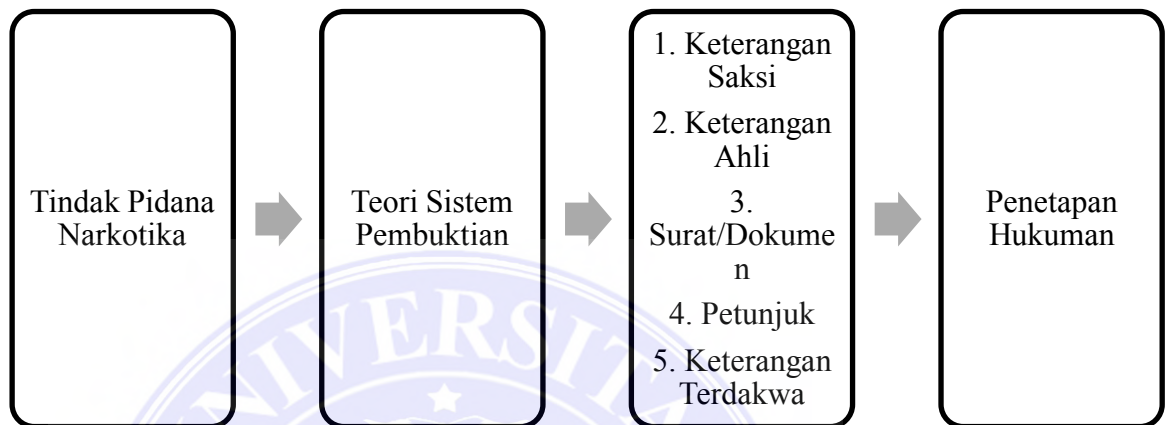 Tindak Pidana
Narkotika
Teori Sistem
Pembuktian
1. Keterangan
Saksi
2. Keterangan
Ahli
3.
Surat/Dokume
n
4. Petunjuk
5. Keterangan
Terdakwa
Penetapan
Hukuman
UNIVERSITA